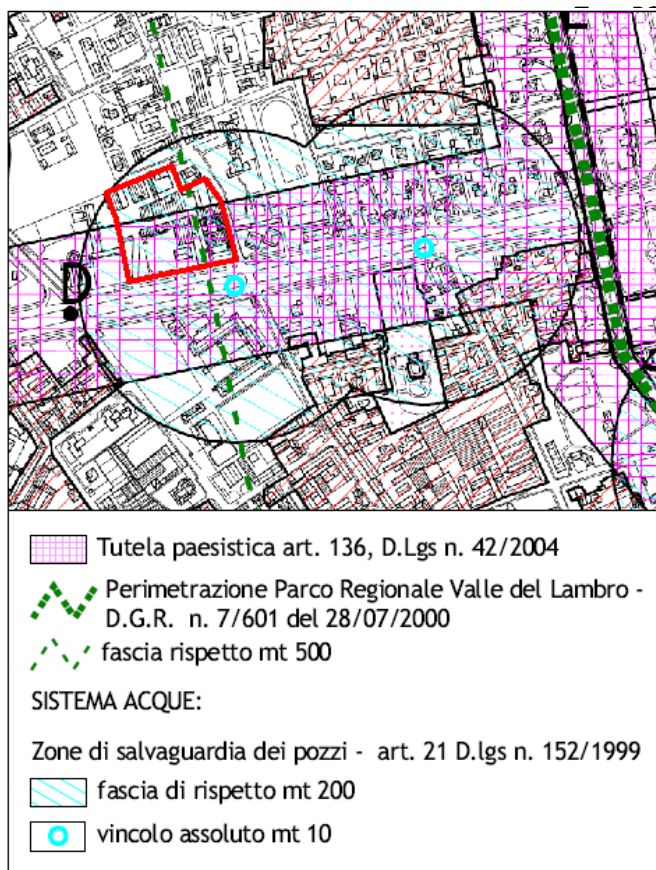 D
Tutela paesistica art. 136, D.Lgs n. 42/2004
Perimetrazione Parco Regionale Valle del Lambro -
D.G.R. n. 7/601 del 28/07/2000
fascia rispetto mt 500
SISTEMA ACQUE:
Zone di salvaguardia dei pozzi - art. 21 D.lgs n. 152/1999
fascia di rispetto mt 200
vincolo assoluto mt 10